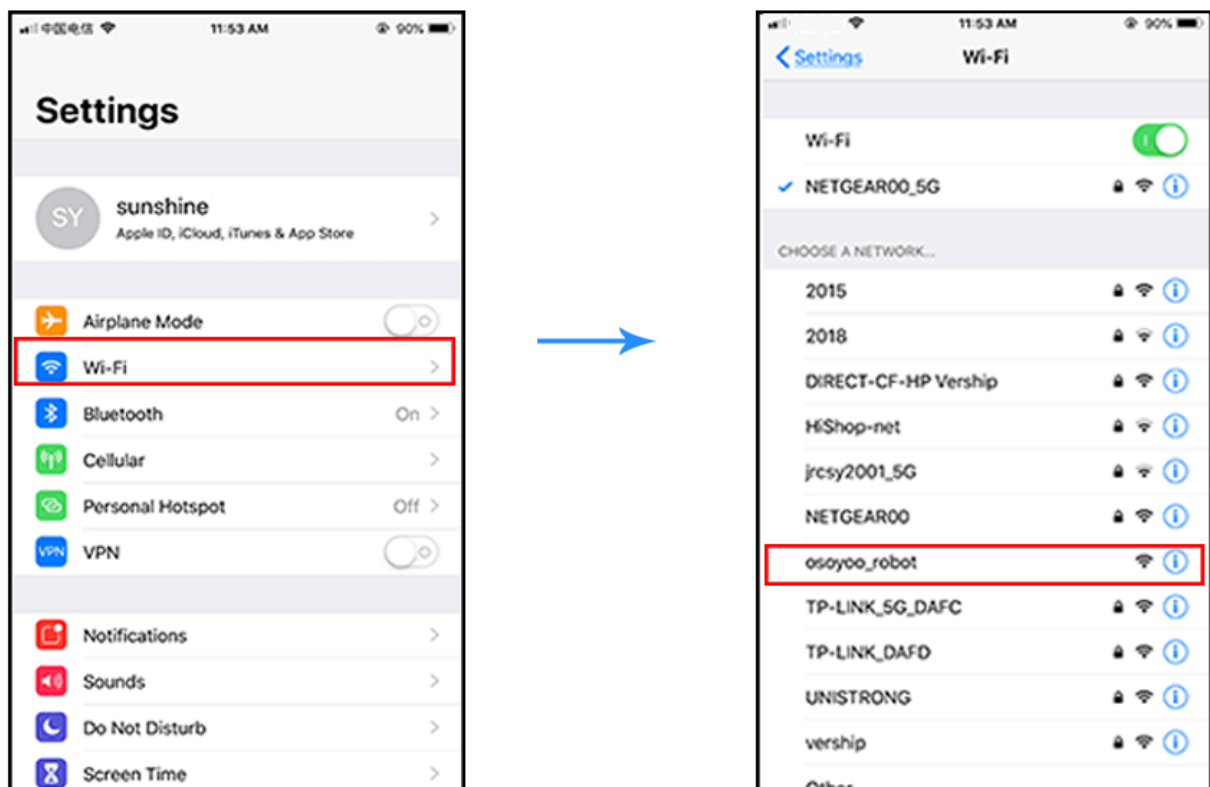 中国电信 11:53 AM 90%
Settings
SY
sunshine
Apple ID, iCloud, iTunes & App Store
Airplane Mode
Wi-Fi
Bluetooth On
Cellular
Personal Hotspot Off
VPN VPN
Notifications
Sounds
Do Not Disturb
Screen Time
11:53 AM 90%
Settings Wi-Fi
Wi-Fi
NETGEAR00_5G
CHOOSE A NETWORK...
2015
2018
DIRECT-CF-HP Vership
HiShop-net
jrcsy2001_5G
NETGEAR00
osoyoo_robot
TP-LINK_5G_DAFC
TP-LINK_DAFD
UNISTRONG
vership
Other